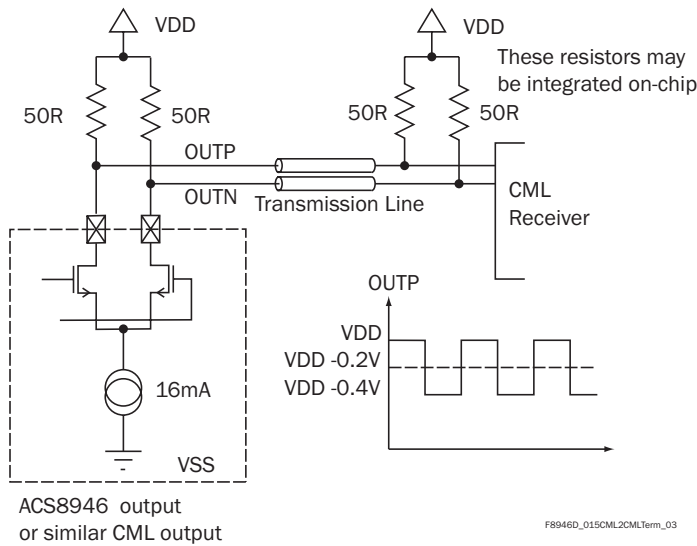 VDD
VDD
These resistors may
be integrated on-chip
50R
50R
50R
50R
OUTP
OUTN
Transmission Line
CML
Receiver
OUTP
VDD
VDD -0.2V
VDD -0.4V
16mA
VSS
ACS8946 output
or similar CML output
F8946D_015CML2CMLTerm_03